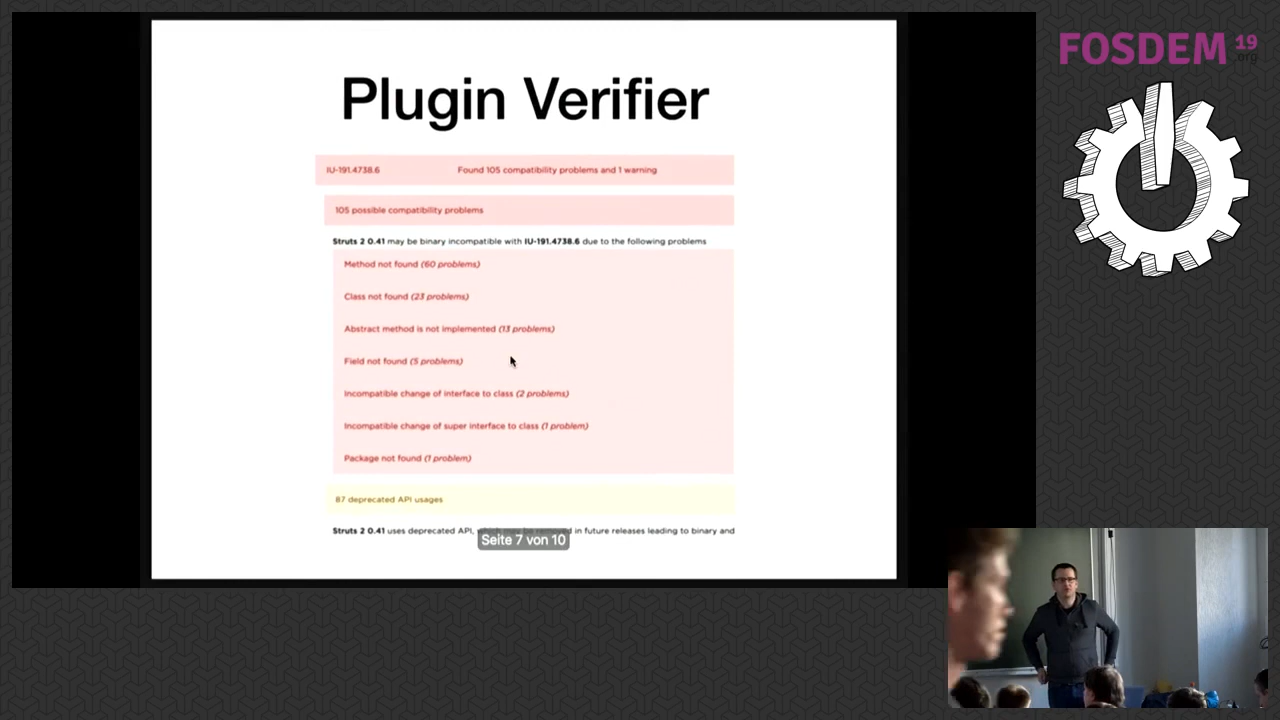 Plugin Verifier
IU-191.4738.6 Found 105 compatibility problems and 1 warning
105 possible compatibility problems
Struts 2 0.41 may be binary incompatible with IU-191.4738.6 due to the following problems
Method not found (60 problems)
Class not found (23 problems)
Abstract method is not implemented (13 problems)
Field not found (5 problems)
Incompatible change of interface to class (2 problems)
Incompatible change of super interface to class (1 problem)
Package not found (1 problem)
87 deprecated API usages
Struts 2 0.41 uses deprecated API, which may be removed in future releases leading to binary and
Seite 7 von 10
FOSDEM 19
.org